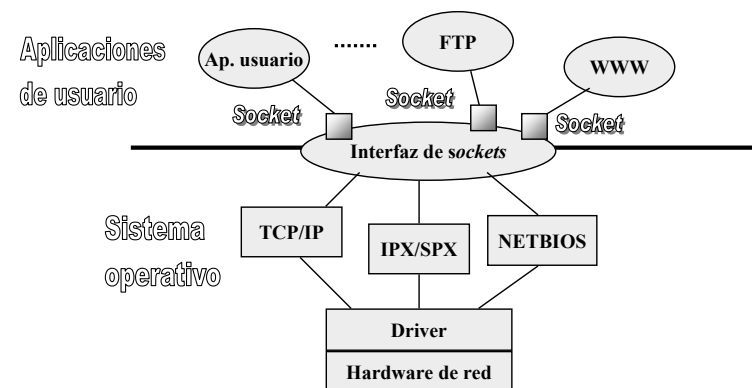 Aplicaciones
de usuario
Ap. usuario
.......
FTP
WWW
Socket
Socket
Socket
Interfaz de sockets
Sistema
operativo
TCP/IP
IPX/SPX
NETBIOS
Driver
Hardware de red